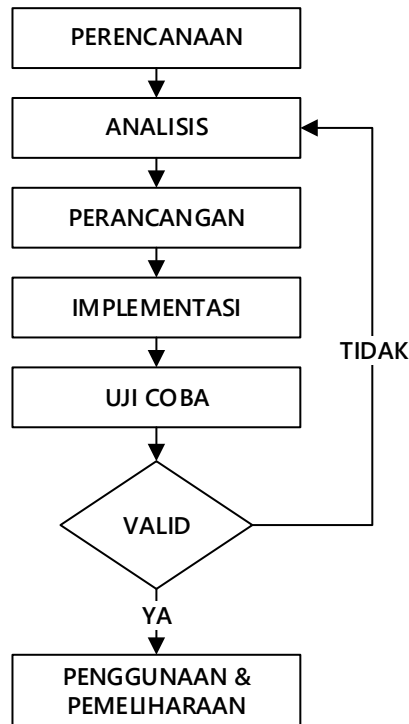 PERENCANAAN
ANALISIS
PERANCANGAN
IMPLEMENTASI
TIDAK
UJI COBA
VALID
YA
PENGGUNAAN &
PEMELIHARAAN